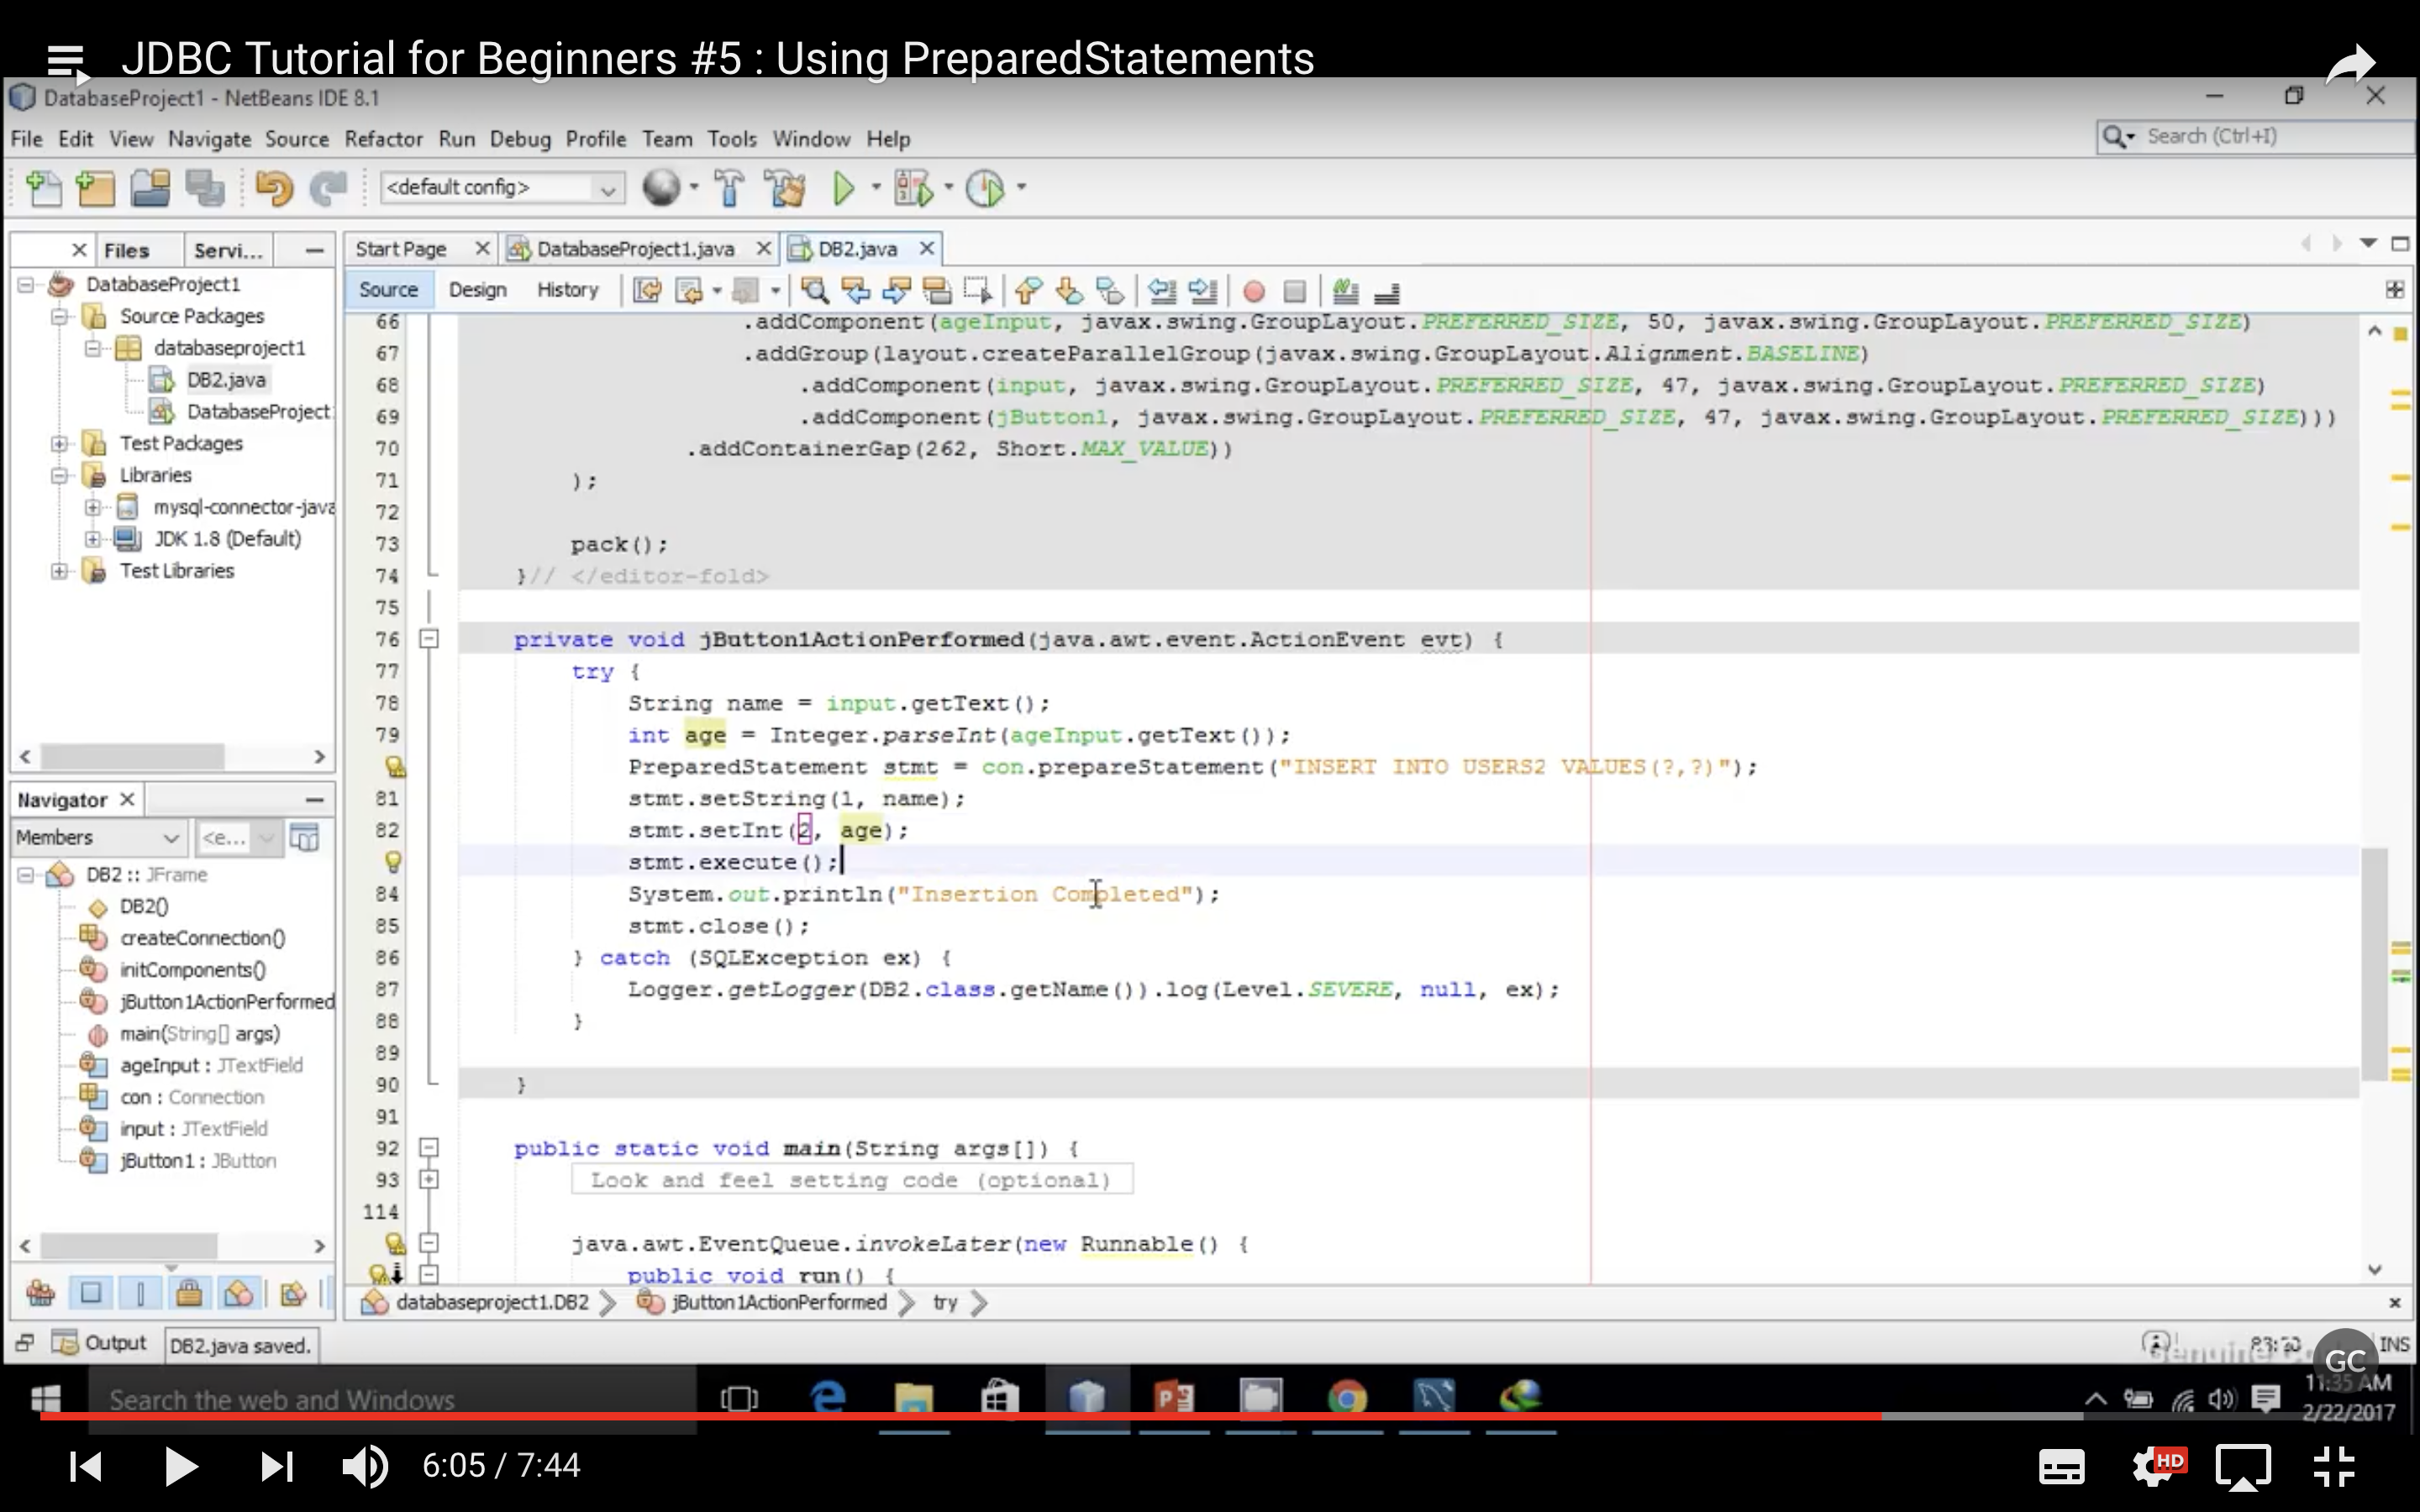 JDBC Tutorial for Beginners #5 : Using PreparedStatements
DatabaseProject1 - NetBeans IDE 8.1
File Edit View Navigate Source Refactor Run Debug Profile Team Tools Window Help
Search (Ctrl+I)
<default config>
Files Servi...
Start Page DatabaseProject1.java DB2.java
Source Design History
DatabaseProject1
Source Packages
databaseproject1
DB2.java
DatabaseProject
Test Packages
Libraries
mysql-connector-java
JDK 1.8 (Default)
Test Libraries
Navigator
Members <e...
DB2 :: JFrame
DB2()
createConnection()
initComponents()
jButton1ActionPerformed
main(String[] args)
ageInput : JTextField
con : Connection
input : JTextField
jButton1 : JButton
66 .addComponent(ageInput, javax.swing.GroupLayout.PREFERRED_SIZE, 50, javax.swing.GroupLayout.PREFERRED_SIZE)
67 .addGroup(layout.createParallelGroup(javax.swing.GroupLayout.Alignment.BASELINE)
68 .addComponent(input, javax.swing.GroupLayout.PREFERRED_SIZE, 47, javax.swing.GroupLayout.PREFERRED_SIZE)
69 .addComponent(jButton1, javax.swing.GroupLayout.PREFERRED_SIZE, 47, javax.swing.GroupLayout.PREFERRED_SIZE)))
70 .addContainerGap(262, Short.MAX_VALUE))
71 );
72
73 pack();
74 }// </editor-fold>
75
76 private void jButton1ActionPerformed(java.awt.event.ActionEvent evt) {
77 try {
78 String name = input.getText();
79 int age = Integer.parseInt(ageInput.getText());
PreparedStatement stmt = con.prepareStatement("INSERT INTO USERS2 VALUES(?,?)");
81 stmt.setString(1, name);
82 stmt.setInt(2, age);
stmt.execute();
84 System.out.println("Insertion Completed");
85 stmt.close();
86 } catch (SQLException ex) {
87 Logger.getLogger(DB2.class.getName()).log(Level.SEVERE, null, ex);
88 }
89
90 }
91
92 public static void main(String args[]) {
93 Look and feel setting code (optional)
114
java.awt.EventQueue.invokeLater(new Runnable() {
public void run() {
databaseproject1.DB2 jButton1ActionPerformed try
Output DB2.java saved.
INS
GC
Search the web and Windows
11:35 AM
2/22/2017
6:05 / 7:44
HD